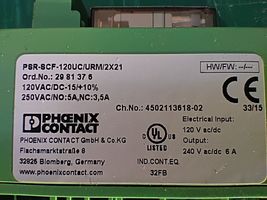 PSR-SCF-120UC/URM/2X21
Ord.No.: 29 81 37 6
120VAC/DC-15/+10%
250VAC/NO:5A,NC:3,5A
HW/FW: --/---
PHOENIX
CONTACT
Ch.No.: 4502113618-02
33/15
PHOENIX CONTACT GmbH & Co.KG
Flachsmarktstraße 8
32825 Blomberg, Germany
www.phoenixcontact.com
C UL US
LISTED
IND.CONT.EQ.
32FB
Electrical Input:
120 V ac/dc
Output:
240 V ac/dc 6 A